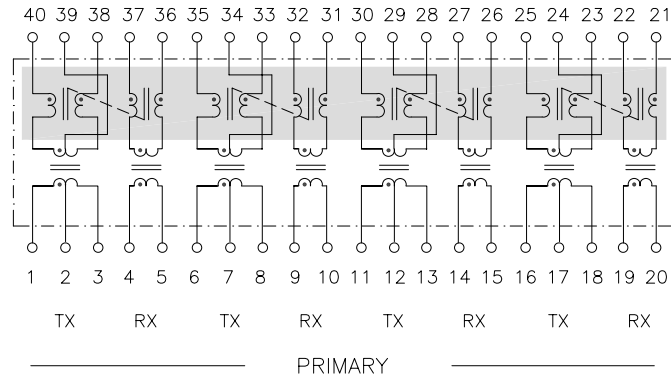 40 39 38 37 36 35 34 33 32 31 30 29 28 27 26 25 24 23 22 21
1 2 3 4 5 6 7 8 9 10 11 12 13 14 15 16 17 18 19 20
TX RX TX RX TX RX TX RX
PRIMARY